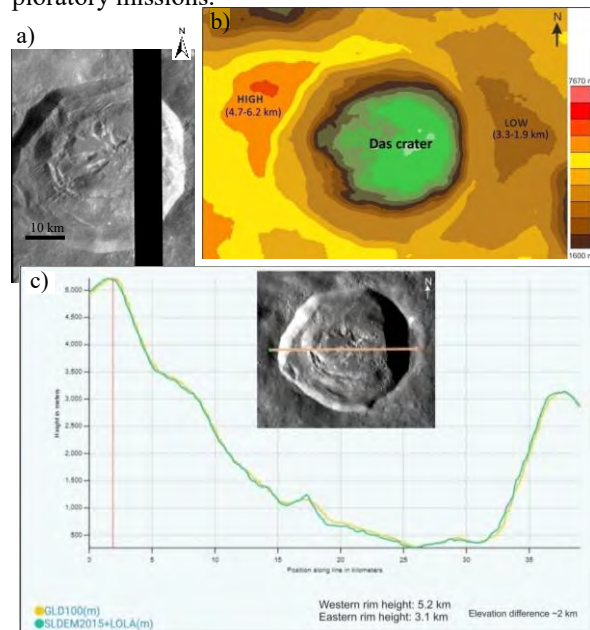 ploratory missions.
a)
N
10 km
b)
N
HIGH
(4.7-6.2 km)
LOW
(3.3-1.9 km)
Das crater
7670 m
1600 m
c)
N
5,000
4,500
4,000
3,500
3,000
2,500
2,000
1,500
1,000
500
Height in meters
0
5
10
15
20
25
30
35
Position along line in kilometers
GLD100(m)
SLDEM2015+LOLA(m)
Western rim height: 5.2 km
Eastern rim height: 3.1 km
Elevation difference ~2 km